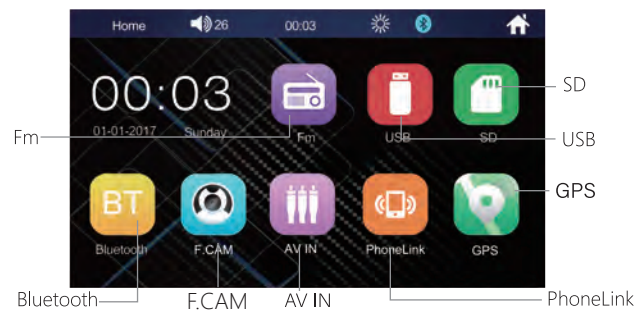 Home 26 00:03
00:03
01-01-2017 Sunday
Fm USB SD
BT
Bluetooth F.CAM AV IN PhoneLink GPS
SD
Fm
USB
GPS
Bluetooth F.CAM AV IN PhoneLink